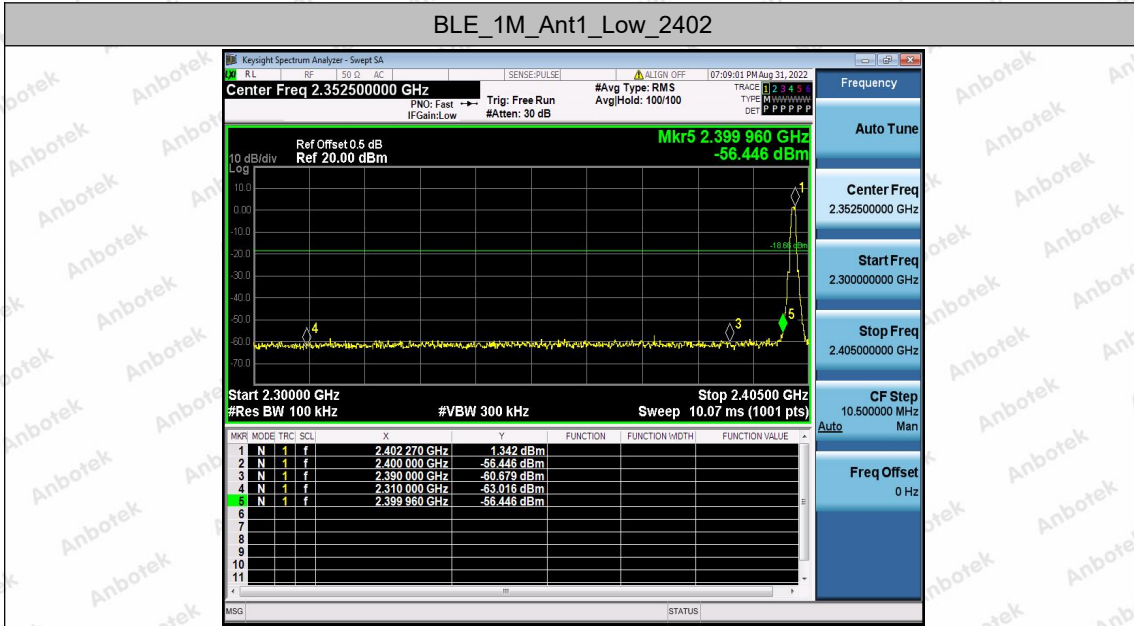 BLE_1M_Ant1_Low_2402
Keysight Spectrum Analyzer - Swept SA
LXI RL RF 50 Ω AC SENSE:PULSE ALIGN OFF 07:09:01 PM Aug 31, 2022
Center Freq 2.352500000 GHz
PNO: Fast
IFGain:Low
Trig: Free Run
#Atten: 30 dB
#Avg Type: RMS
Avg|Hold: 100/100
TRACE 1 2 3 4 5 6
TYPE M WWWWW
DET P P P P P P
Mkr5 2.399 960 GHz
-56.446 dBm
Ref Offset 0.5 dB
10 dB/div Ref 20.00 dBm
Log
10.0
0.00
-10.0
-20.0
-30.0
-40.0
-50.0
-60.0
-70.0
1
-18.66 dBm
4
3
5
Start 2.30000 GHz Stop 2.40500 GHz
#Res BW 100 kHz #VBW 300 kHz Sweep 10.07 ms (1001 pts)
MKR MODE TRC SCL X Y FUNCTION FUNCTION WIDTH FUNCTION VALUE
1 N 1 f 2.402 270 GHz 1.342 dBm
2 N 1 f 2.400 000 GHz -56.446 dBm
3 N 1 f 2.390 000 GHz -60.679 dBm
4 N 1 f 2.310 000 GHz -63.016 dBm
5 N 1 f 2.399 960 GHz -56.446 dBm
6
7
8
9
10
11
MSG STATUS
Frequency
Auto Tune
Center Freq
2.352500000 GHz
Start Freq
2.300000000 GHz
Stop Freq
2.405000000 GHz
CF Step
10.500000 MHz
Auto Man
Freq Offset
0 Hz
Anbotek